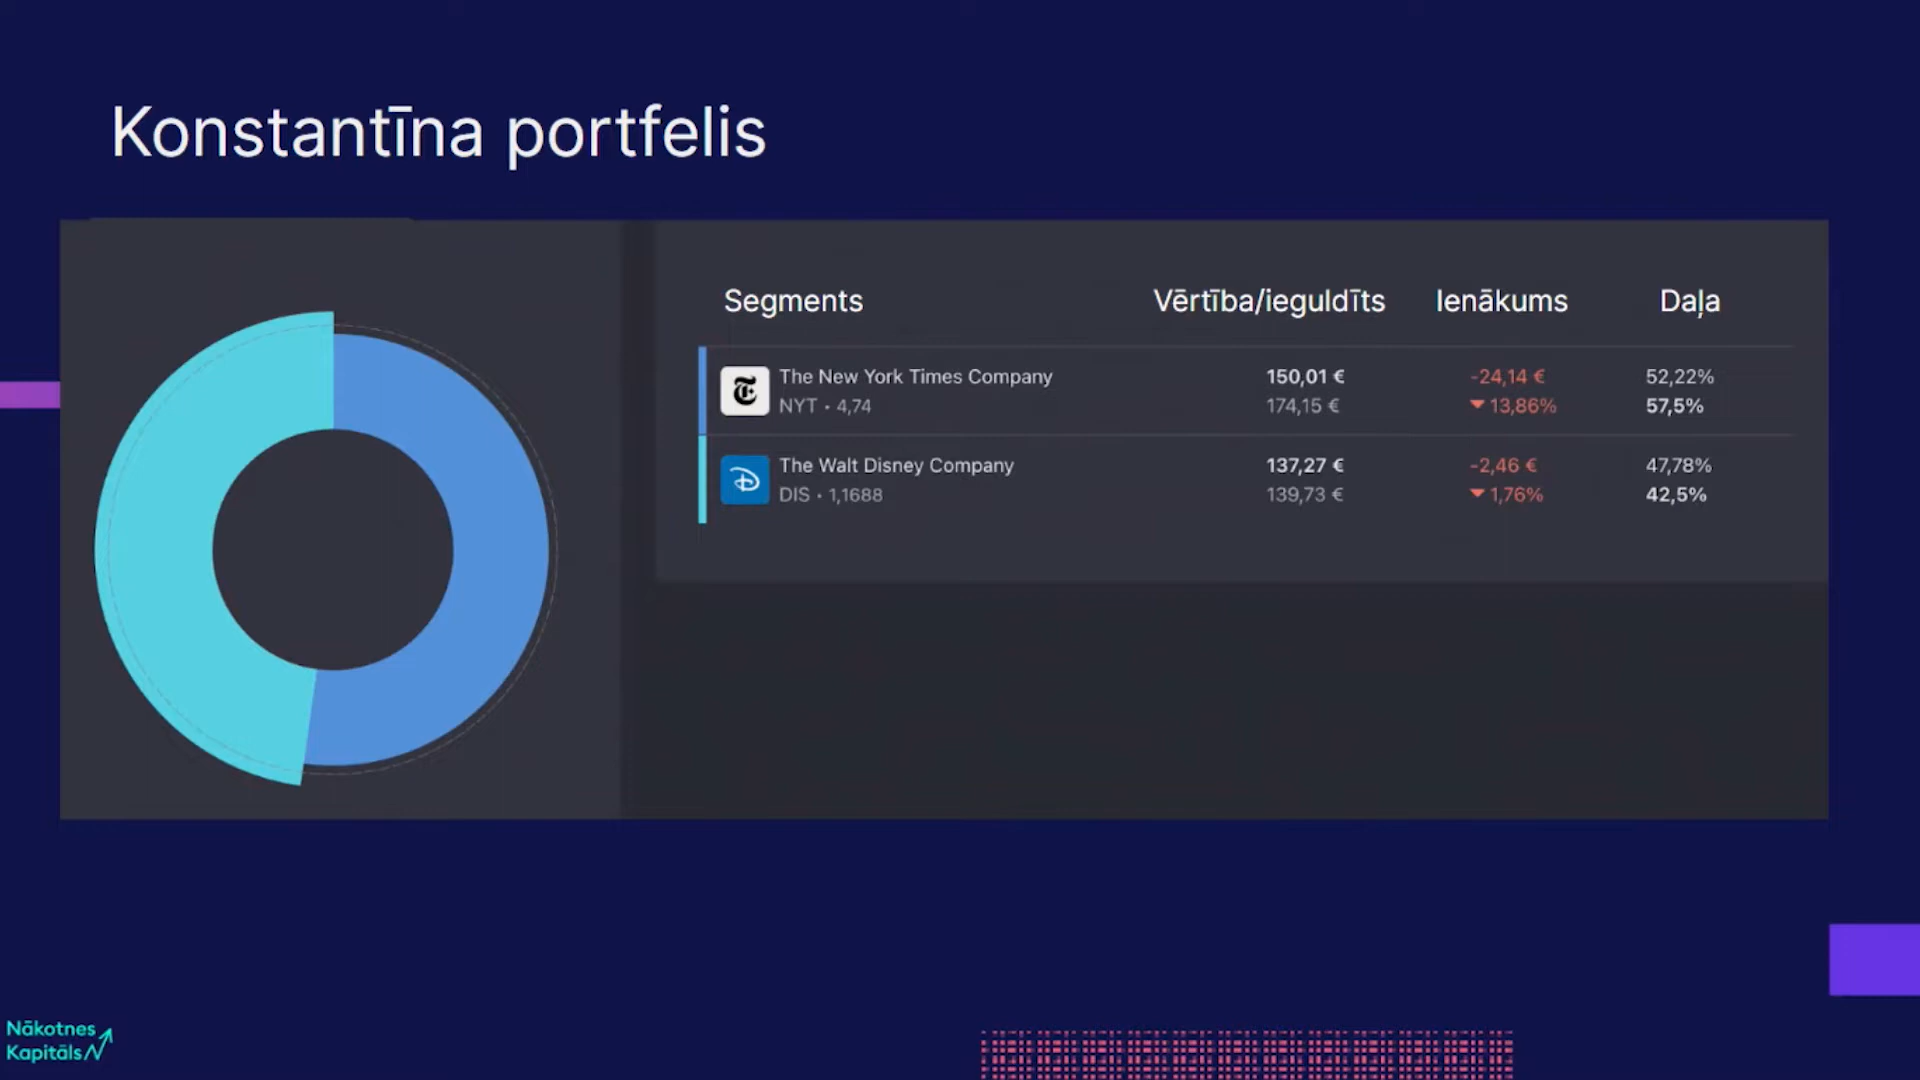 Konstantīna portfelis
Segments Vērtība/ieguldīts Ienākums Daļa
The New York Times Company 150,01 € -24,14 € 52,22%
NYT • 4,74 174,15 € ▼ 13,86% 57,5%
The Walt Disney Company 137,27 € -2,46 € 47,78%
DIS • 1,1688 139,73 € ▼ 1,76% 42,5%
Nākotnes
Kapitāls